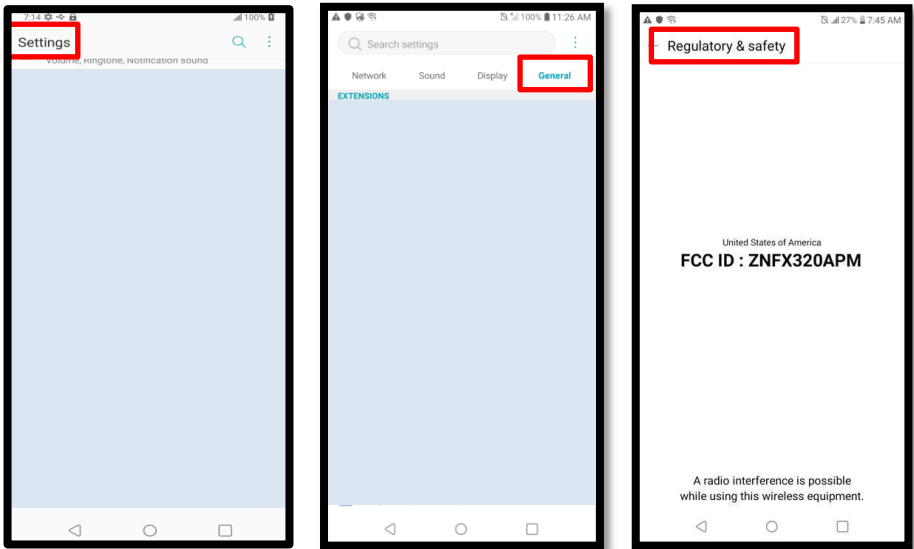 7:14 100%
Settings
Volume, Ringtone, Notification sound
100% 11:26 AM
Search settings
Network Sound Display General
EXTENSIONS
27% 7:45 AM
Regulatory & safety
United States of America
FCC ID : ZNFX320APM
A radio interference is possible
while using this wireless equipment.